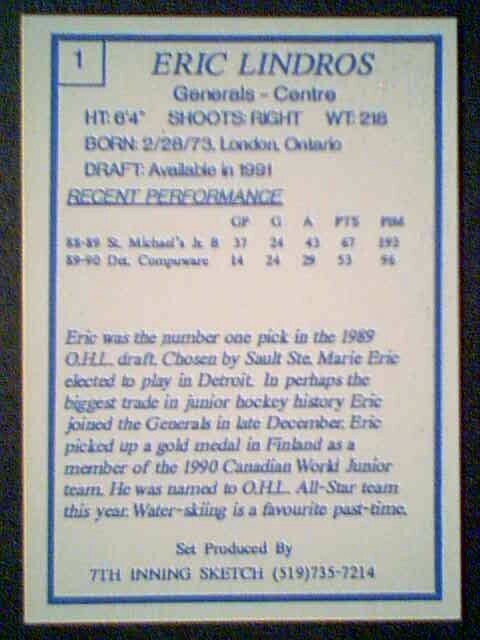 1
ERIC LINDROS
Generals - Centre
HT: 6'4" SHOOTS: RIGHT WT: 218
BORN: 2/28/73, London, Ontario
DRAFT: Available in 1991
RECENT PERFORMANCE
GP G A PTS PIM
88-89 St. Michael's Jr. B 37 24 43 67 193
89-90 Det. Compuware 14 24 29 53 96
Eric was the number one pick in the 1989
O.H.L. draft. Chosen by Sault Ste. Marie Eric
elected to play in Detroit. In perhaps the
biggest trade in junior hockey history Eric
joined the Generals in late December. Eric
picked up a gold medal in Finland as a
member of the 1990 Canadian World Junior
team. He was named to O.H.L. All-Star team
this year. Water-skiing is a favourite past-time.
Set Produced By
7TH INNING SKETCH (519)735-7214